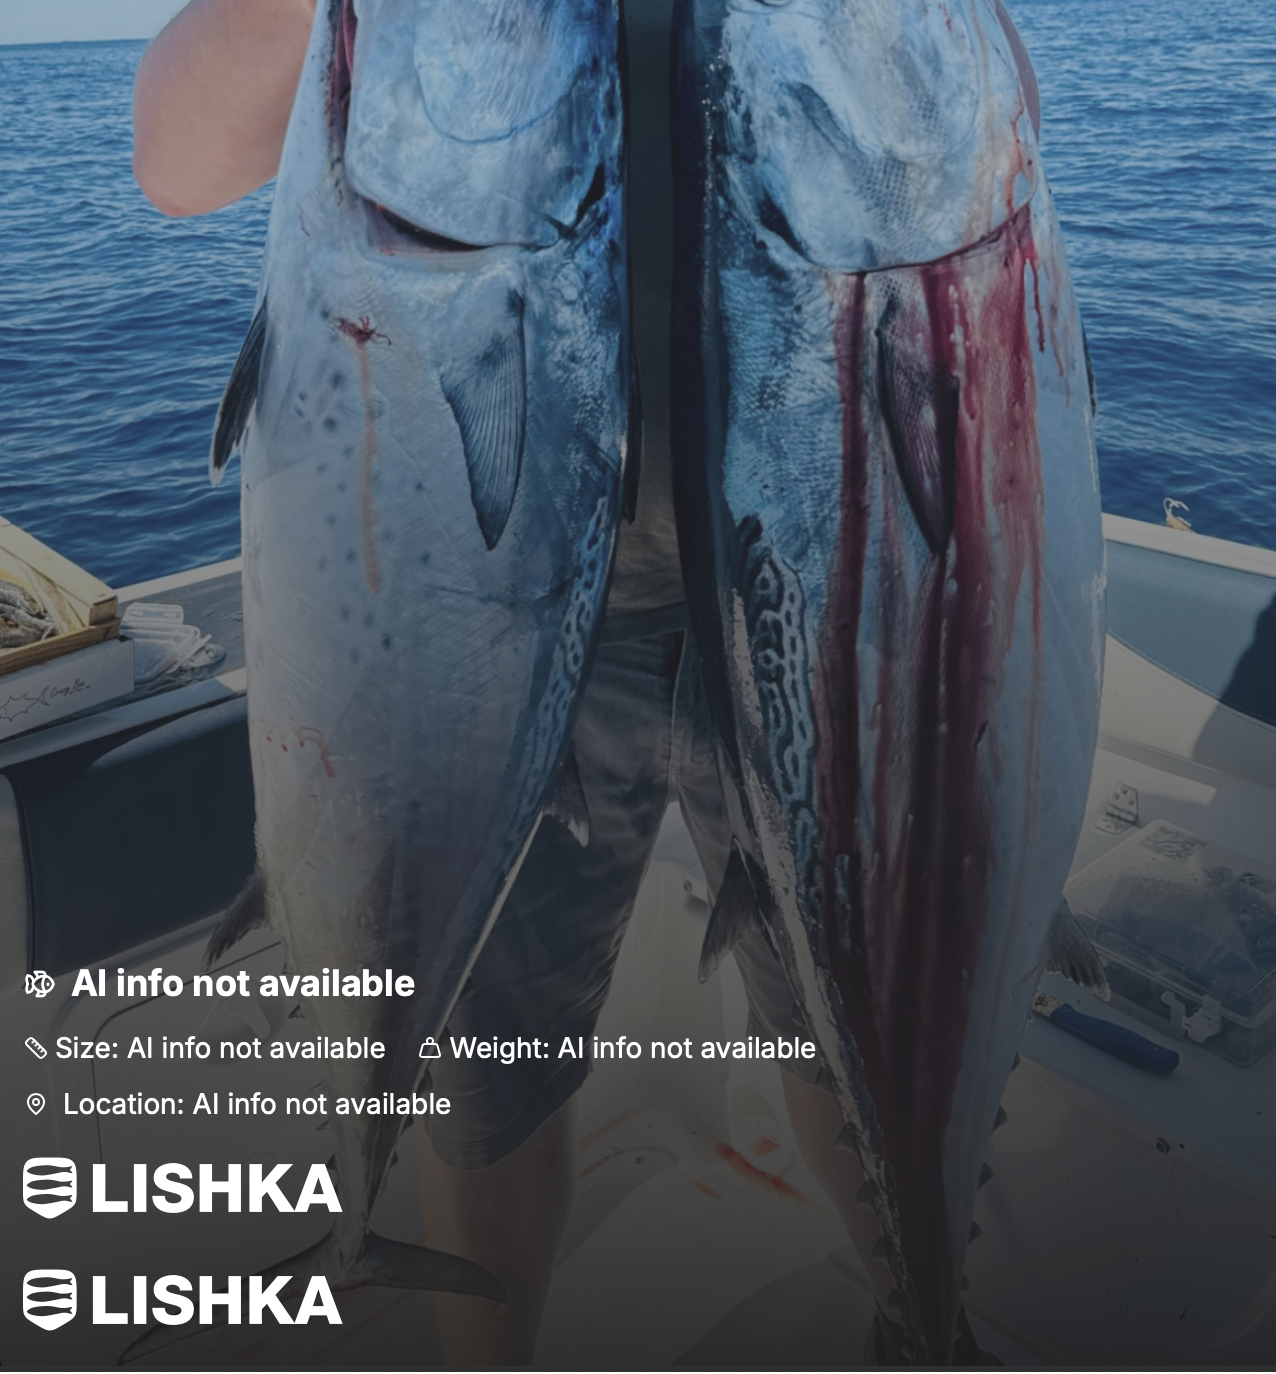 AI info not available
Size: AI info not available Weight: AI info not available
Location: AI info not available
LISHKA
LISHKA